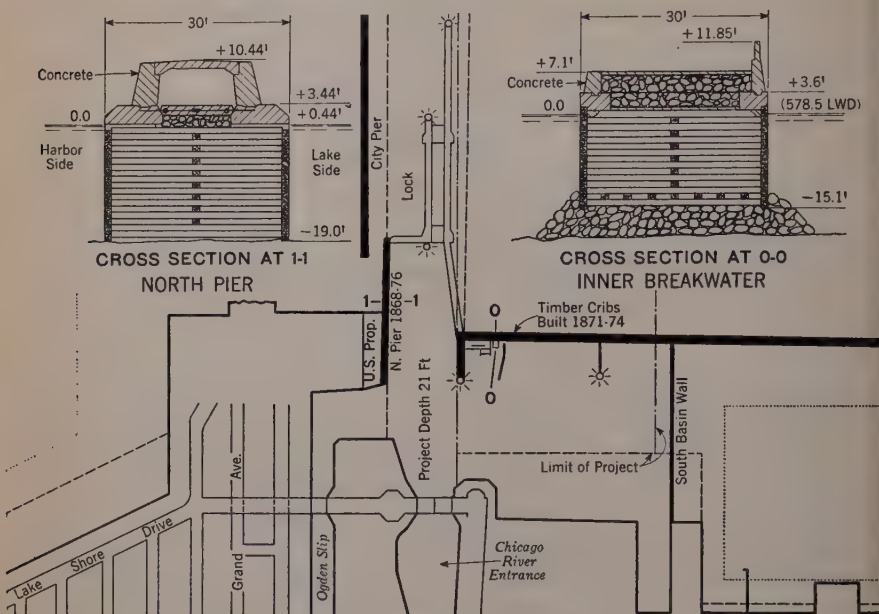 30'
+10.44'
Concrete
+3.44'
+0.44'
0.0
Harbor
Side
Lake
Side
-19.0'
CROSS SECTION AT 1-1
NORTH PIER
City Pier
Lock
30'
+11.85'
+7.1'
Concrete
+3.6'
0.0
(578.5 LWD)
-15.1'
CROSS SECTION AT 0-0
INNER BREAKWATER
1
1
U.S. Prop.
N. Pier 1868-76
0
0
Timber Cribs
Built 1871-74
Project Depth 21 Ft
Limit of Project
South Basin Wall
Lake Shore Drive
Grand Ave.
Ogden Slip
Chicago
River
Entrance